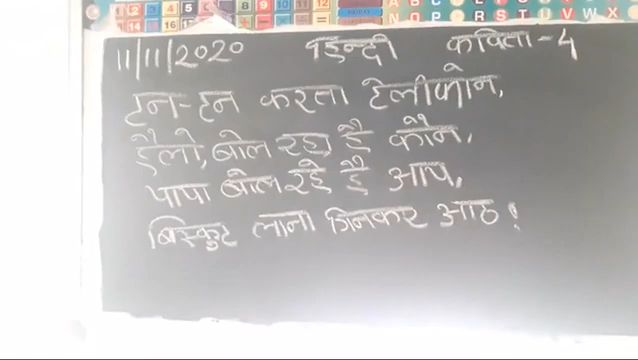 11/11/2020 हिन्दी कविता-4
टन-टन करता टेलीफोन,
हैलो, बोल रहा है कौन,
पापा बोल रहे है आप,
बिस्कुट लाना गिनकर आठ!